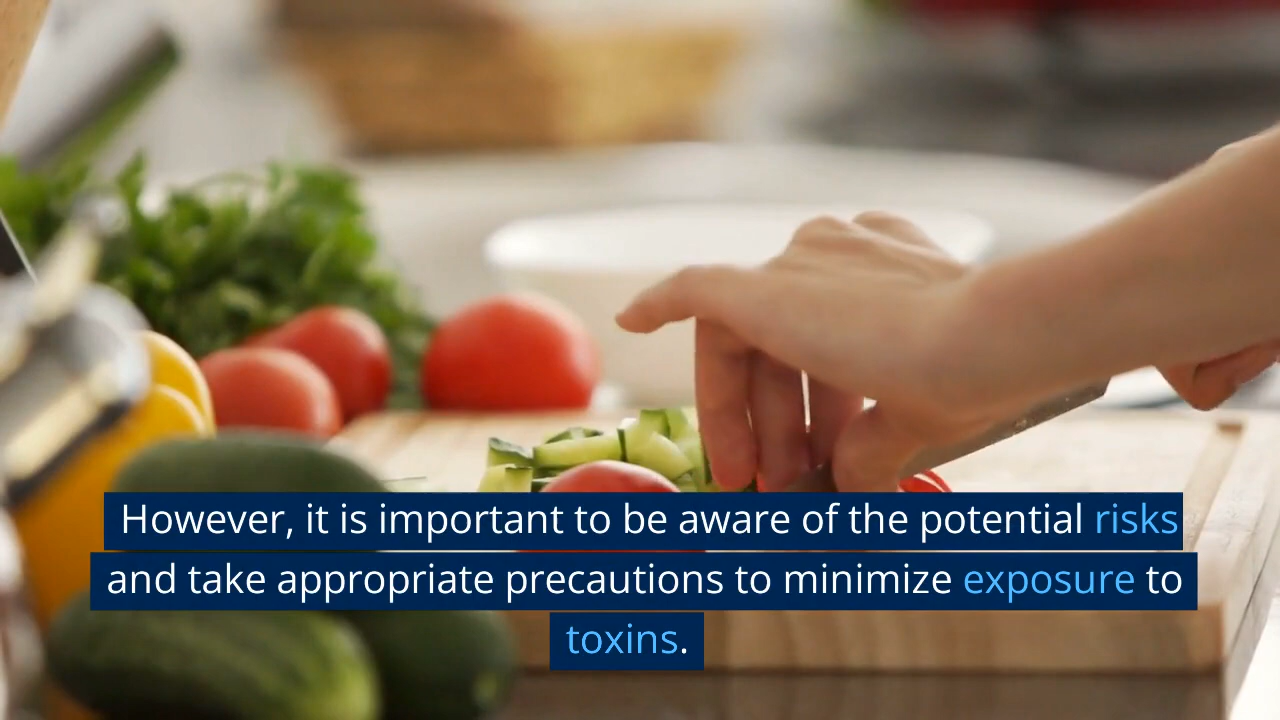 However, it is important to be aware of the potential risks
and take appropriate precautions to minimize exposure to
toxins.